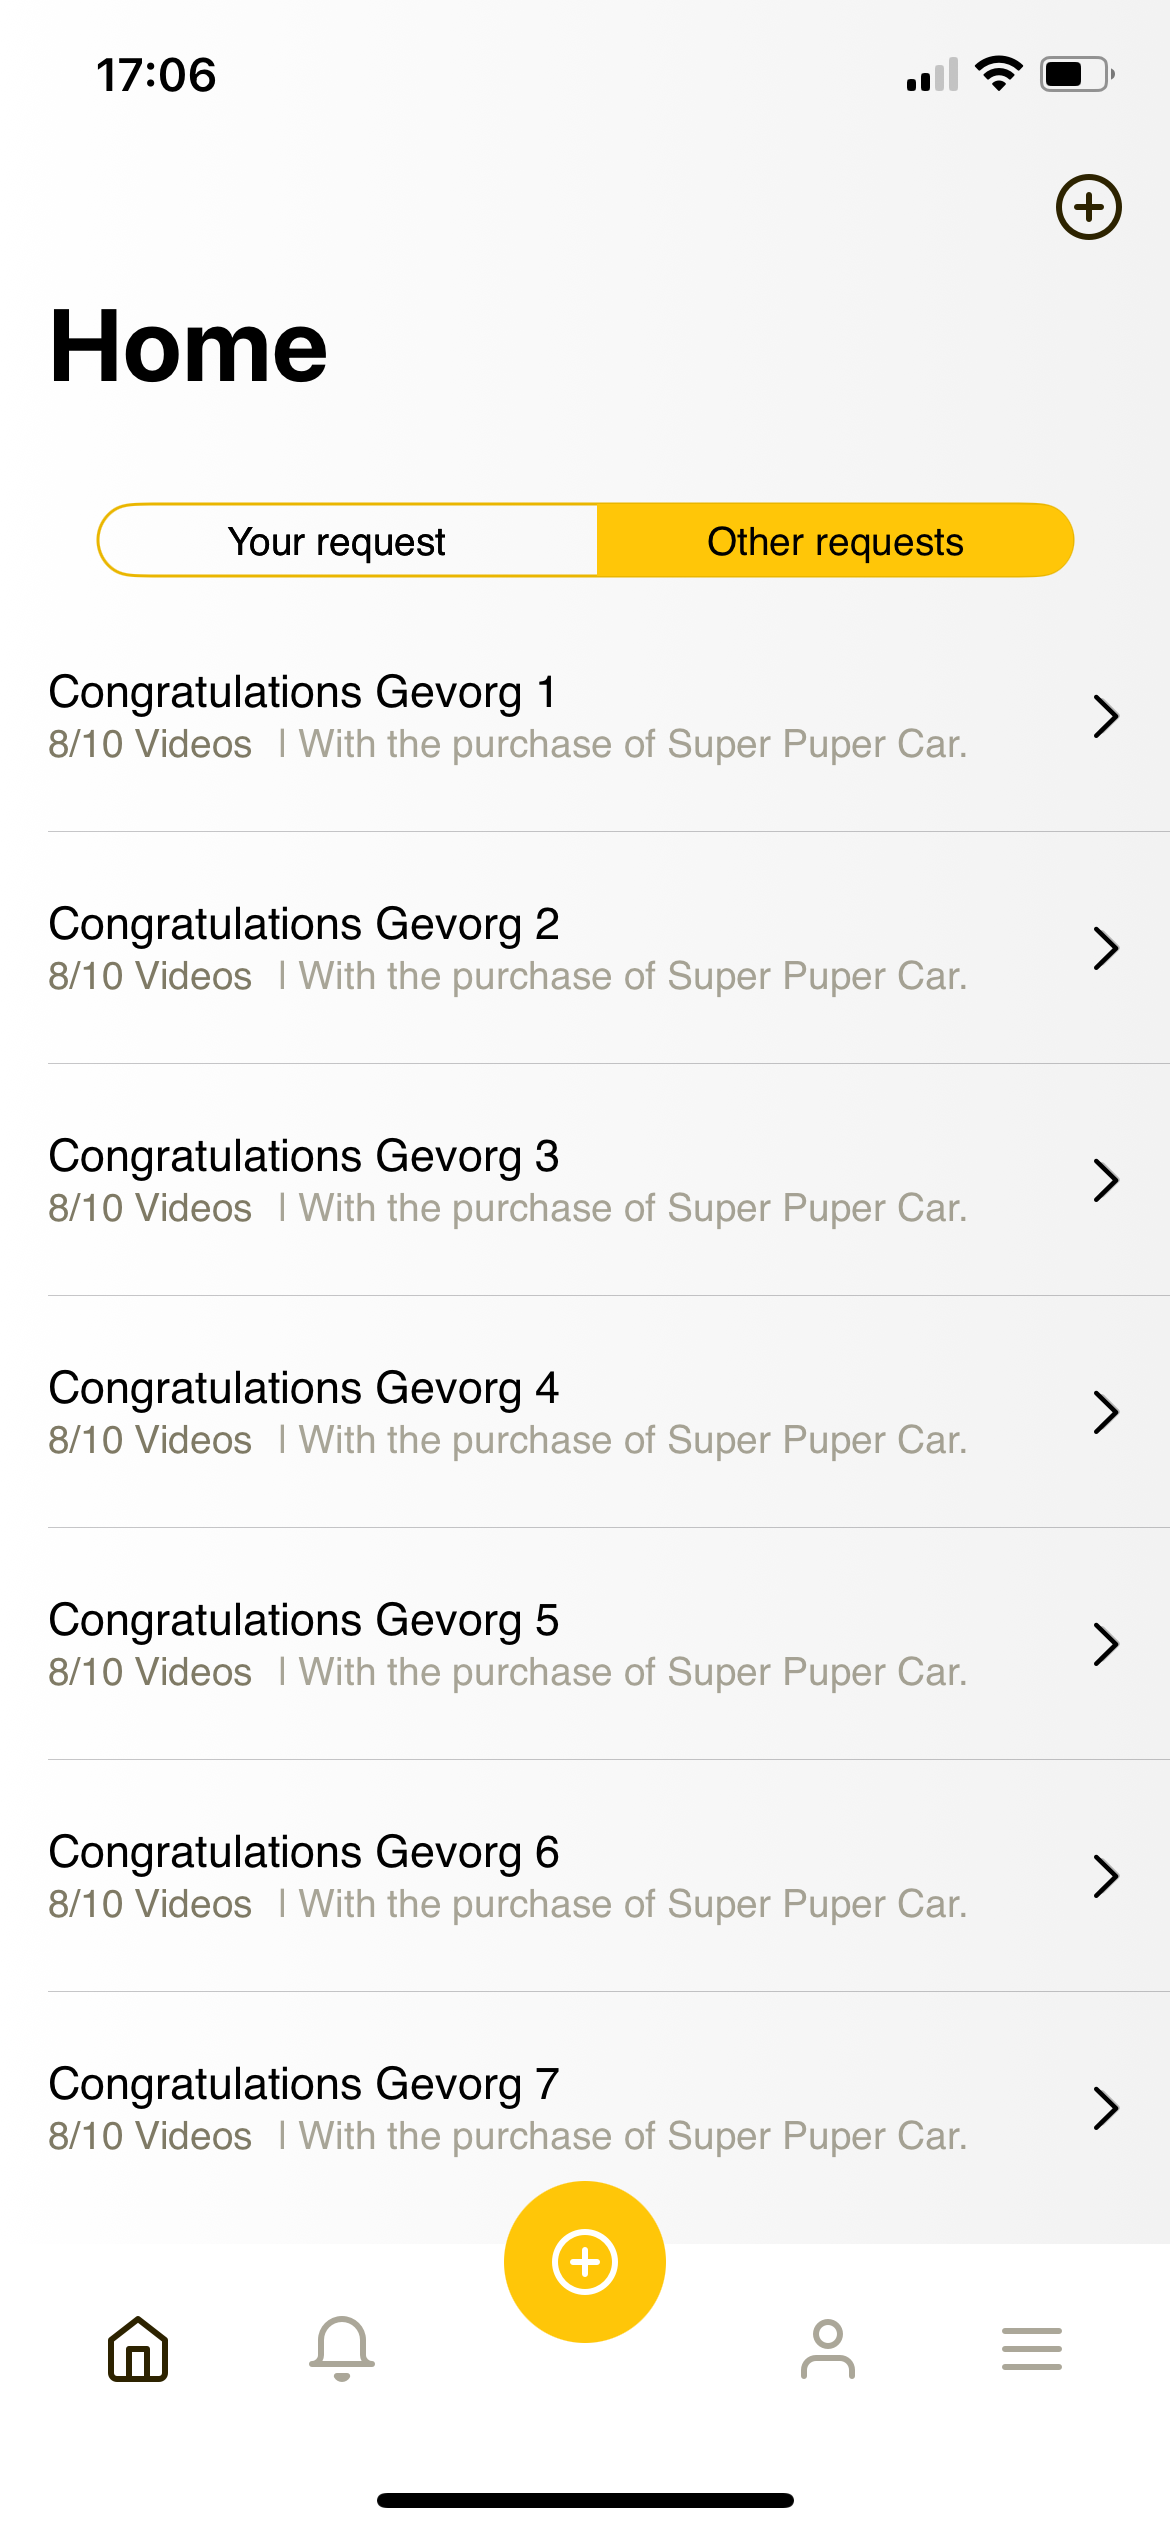 17:06
Home
Your request
Other requests
Congratulations Gevorg 1
8/10 Videos | With the purchase of Super Puper Car.
Congratulations Gevorg 2
8/10 Videos | With the purchase of Super Puper Car.
Congratulations Gevorg 3
8/10 Videos | With the purchase of Super Puper Car.
Congratulations Gevorg 4
8/10 Videos | With the purchase of Super Puper Car.
Congratulations Gevorg 5
8/10 Videos | With the purchase of Super Puper Car.
Congratulations Gevorg 6
8/10 Videos | With the purchase of Super Puper Car.
Congratulations Gevorg 7
8/10 Videos | With the purchase of Super Puper Car.